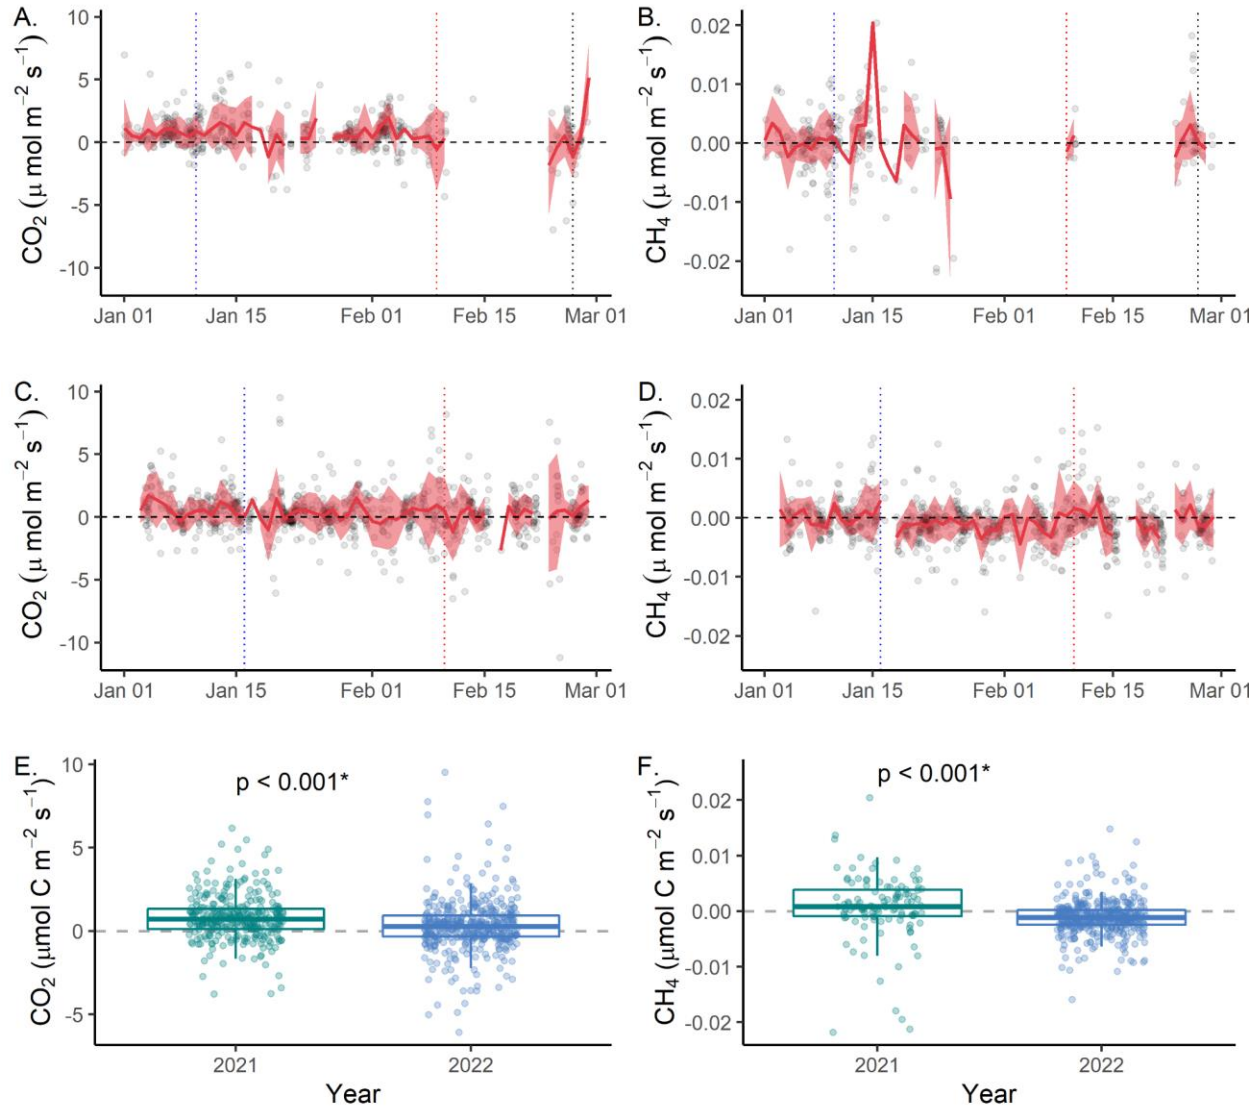 A.
CO₂ (μ mol m⁻² s⁻¹)
10
5
0
-5
-10
Jan 01
Jan 15
Feb 01
Feb 15
Mar 01
B.
CH₄ (μ mol m⁻² s⁻¹)
0.02
0.01
0.00
-0.01
-0.02
Jan 01
Jan 15
Feb 01
Feb 15
Mar 01
C.
CO₂ (μ mol m⁻² s⁻¹)
10
5
0
-5
-10
Jan 01
Jan 15
Feb 01
Feb 15
Mar 01
D.
CH₄ (μ mol m⁻² s⁻¹)
0.02
0.01
0.00
-0.01
-0.02
Jan 01
Jan 15
Feb 01
Feb 15
Mar 01
E.
CO₂ (μmol C m⁻² s⁻¹)
10
5
0
-5
p < 0.001*
2021
2022
Year
F.
CH₄ (μmol C m⁻² s⁻¹)
0.02
0.01
0.00
-0.01
-0.02
p < 0.001*
2021
2022
Year